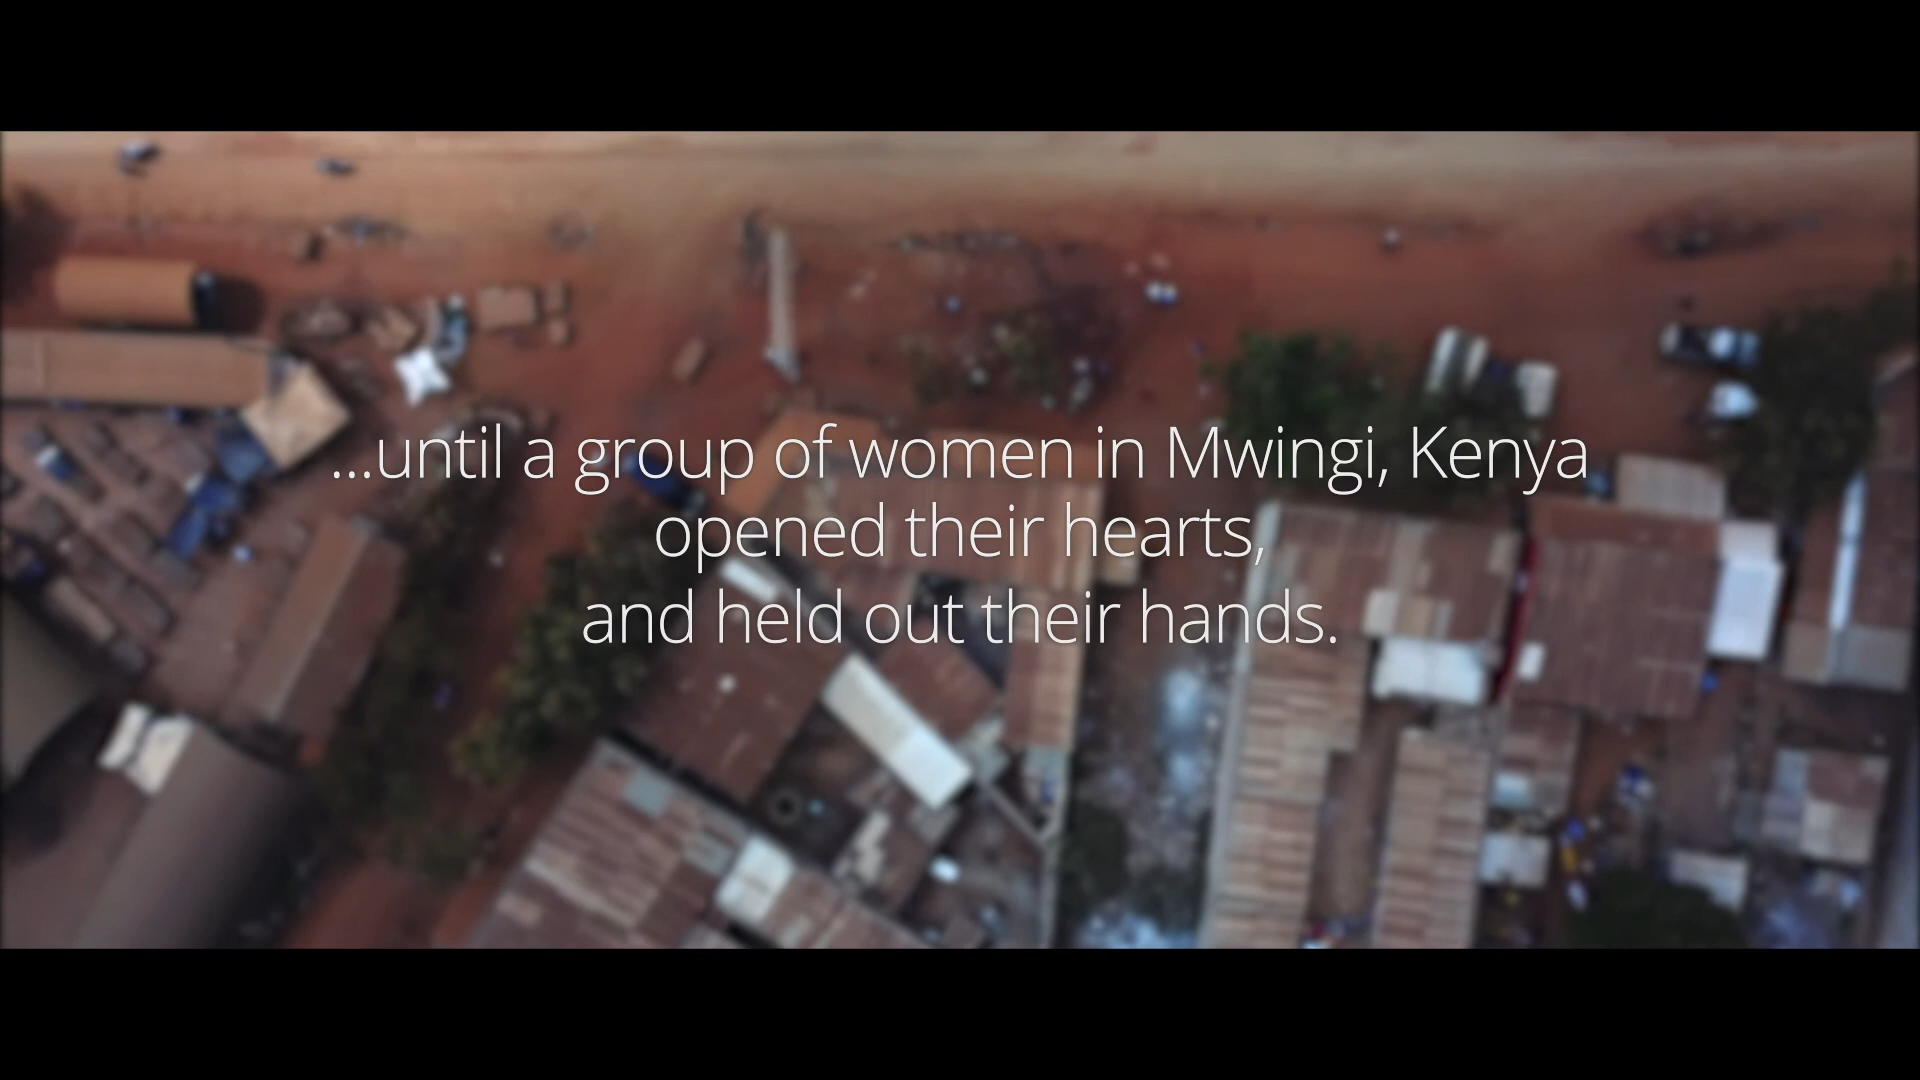 ...until a group of women in Mwingi, Kenya
opened their hearts,
and held out their hands.